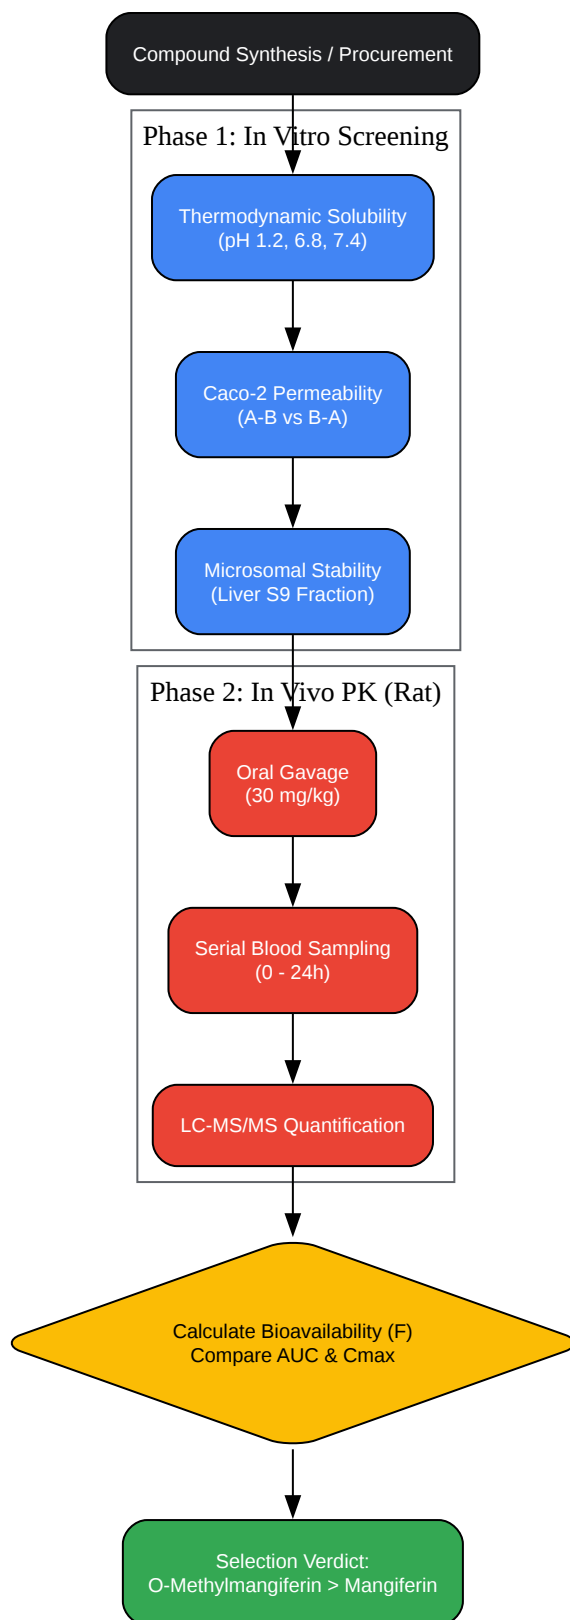 Compound Synthesis / Procurement
Phase 1: In Vitro Screening
Thermodynamic Solubility
(pH 1.2, 6.8, 7.4)
Caco-2 Permeability
(A-B vs B-A)
Microsomal Stability
(Liver S9 Fraction)
Phase 2: In Vivo PK (Rat)
Oral Gavage
(30 mg/kg)
Serial Blood Sampling
(0 - 24h)
LC-MS/MS Quantification
Calculate Bioavailability (F)
Compare AUC & Cmax
Selection Verdict:
O-Methylmangiferin > Mangiferin